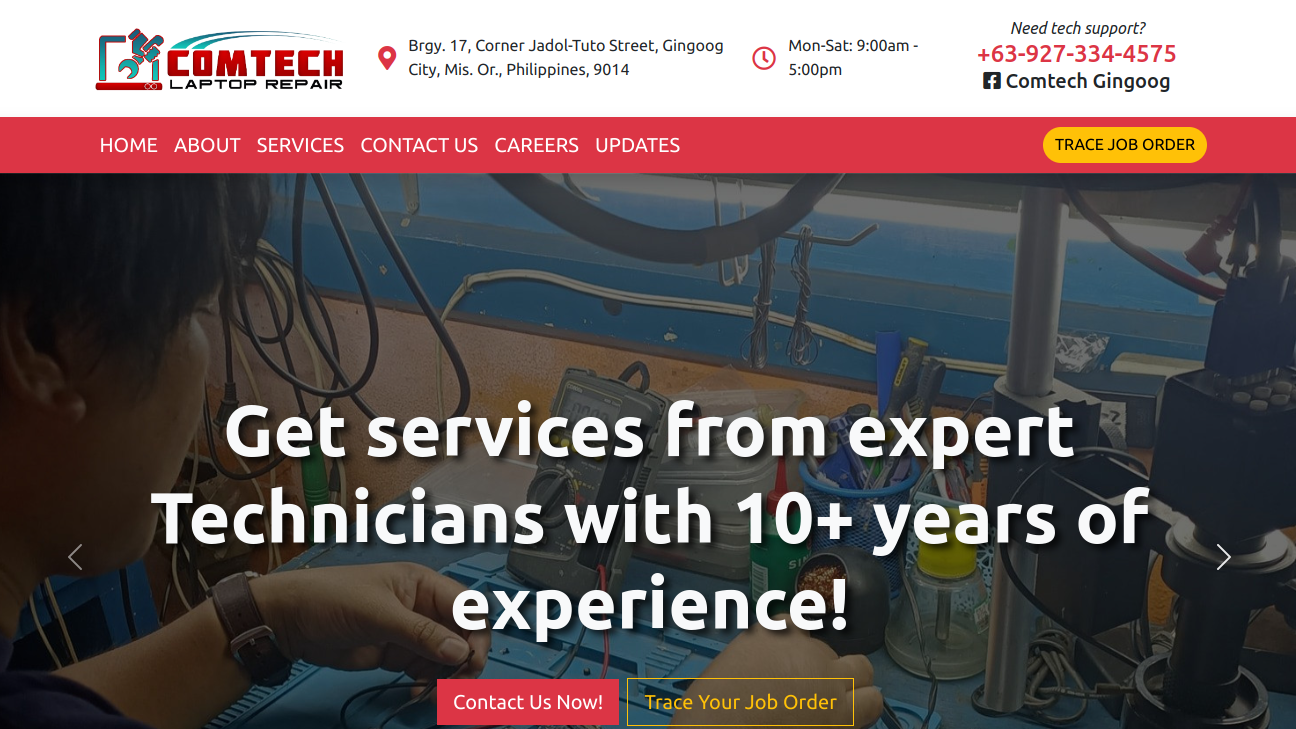 COMTECH
LAPTOP REPAIR
Brgy. 17, Corner Jadol-Tuto Street, Gingoog
City, Mis. Or., Philippines, 9014
Mon-Sat: 9:00am -
5:00pm
Need tech support?
+63-927-334-4575
Comtech Gingoog
HOME ABOUT SERVICES CONTACT US CAREERS UPDATES TRACE JOB ORDER
Get services from expert
Technicians with 10+ years of
experience!
Contact Us Now! Trace Your Job Order